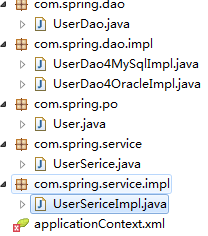 com.spring.dao
UserDao.java
com.spring.dao.impl
UserDao4MySqlImpl.java
UserDao4OracleImpl.java
com.spring.po
User.java
com.spring.service
UserSerice.java
com.spring.service.impl
UserSericeImpl.java
applicationContext.xml